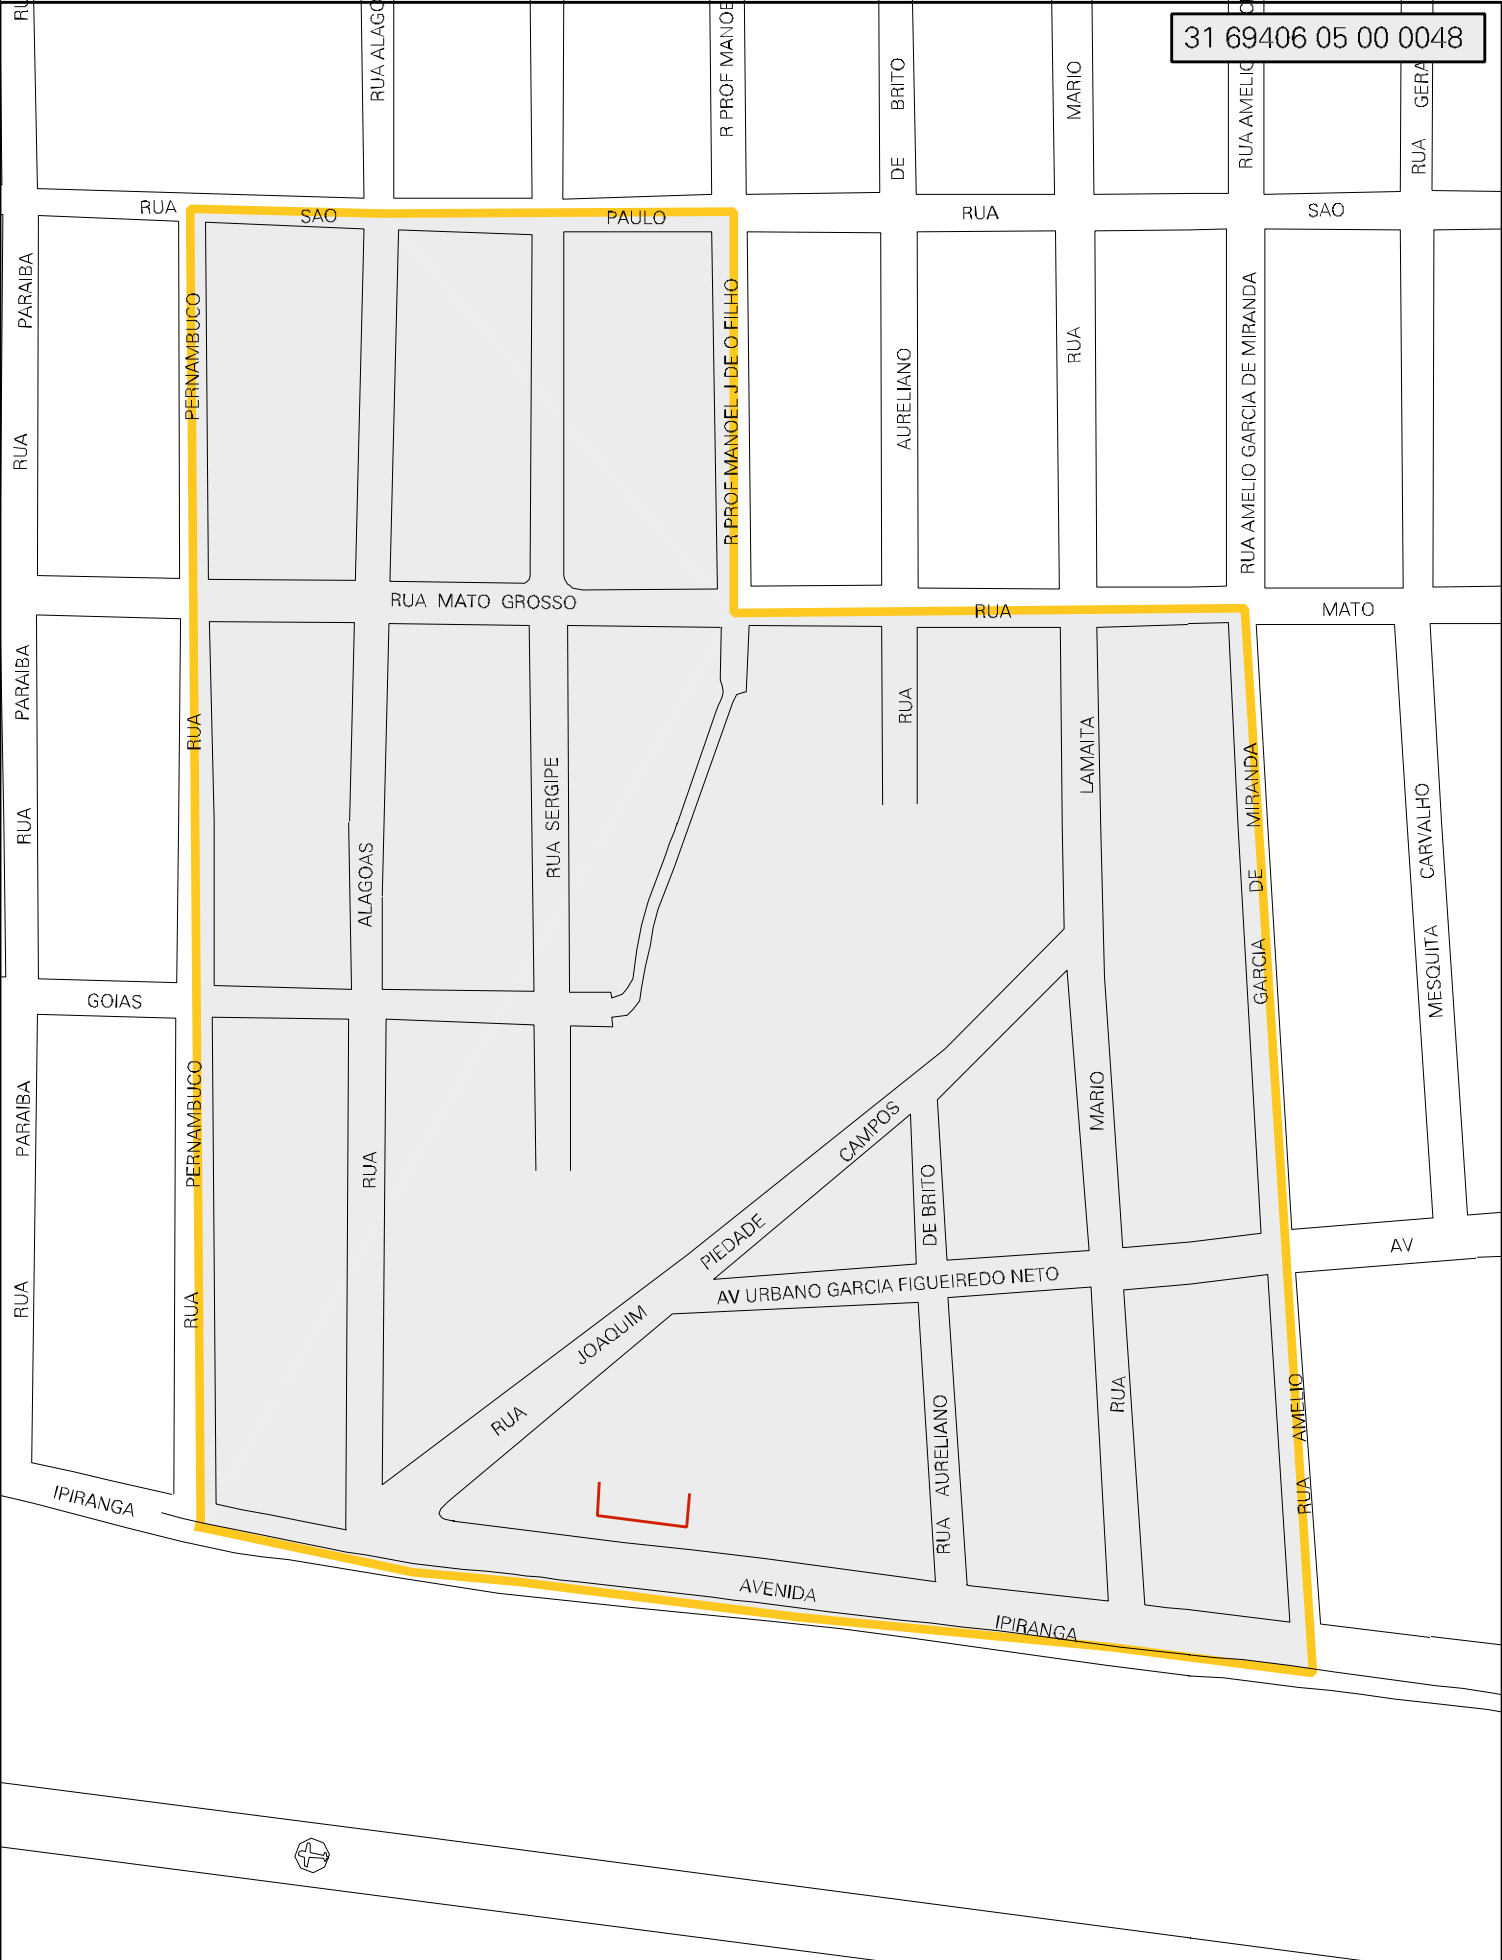 RU
RUA ALAGO
R PROF MANOE
DE BRITO
MARIO
RUA AMELIO
RUA GERA
31 69406 05 00 0048
RUA SAO PAULO
RUA SAO
RUA PARAIBA
PERNAMBUCO
R PROF MANOEL J DE O FILHO
AURELIANO
RUA
RUA AMELIO GARCIA DE MIRANDA
RUA MATO GROSSO
RUA
MATO
RUA PARAIBA
RUA
ALAGOAS
RUA SERGIPE
RUA
LAMAITA
GARCIA DE MIRANDA
MESQUITA CARVALHO
GOIAS
RUA PARAIBA
RUA PERNAMBUCO
RUA
MARIO
DE BRITO
RUA JOAQUIM PIEDADE CAMPOS
AV URBANO GARCIA FIGUEIREDO NETO
AV
RUA AURELIANO
RUA
RUA AMELIO
IPIRANGA
AVENIDA IPIRANGA